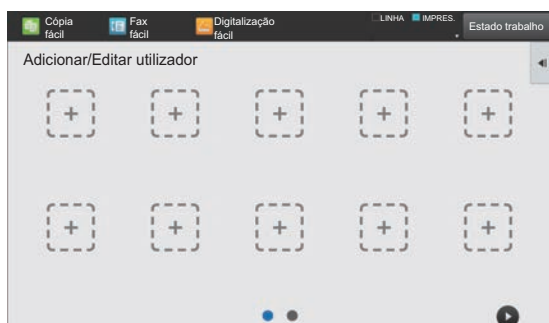 Cópia
fácil
Fax
fácil
Digitalização
fácil
LINHA
IMPRES.
Estado trabalho
Adicionar/Editar utilizador